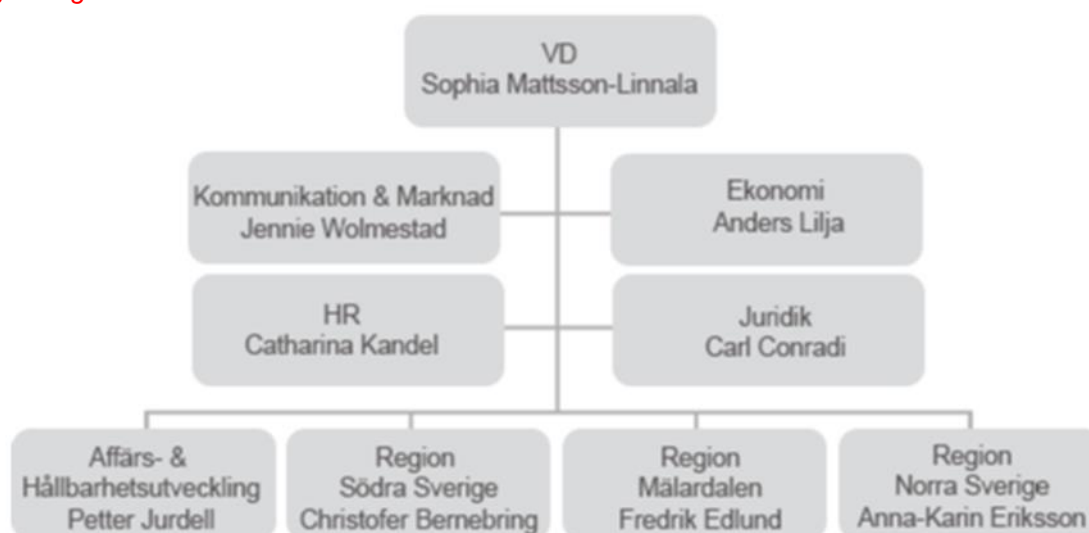 VD
Sophia Mattsson-Linnala
Kommunikation & Marknad
Jennie Wolmestad
Ekonomi
Anders Lilja
HR
Catharina Kandel
Juridik
Carl Conradi
Affärs- &
Hållbarhetsutveckling
Petter Jurdell
Region
Södra Sverige
Christofer Bernebring
Region
Mälardalen
Fredrik Edlund
Region
Norra Sverige
Anna-Karin Eriksson